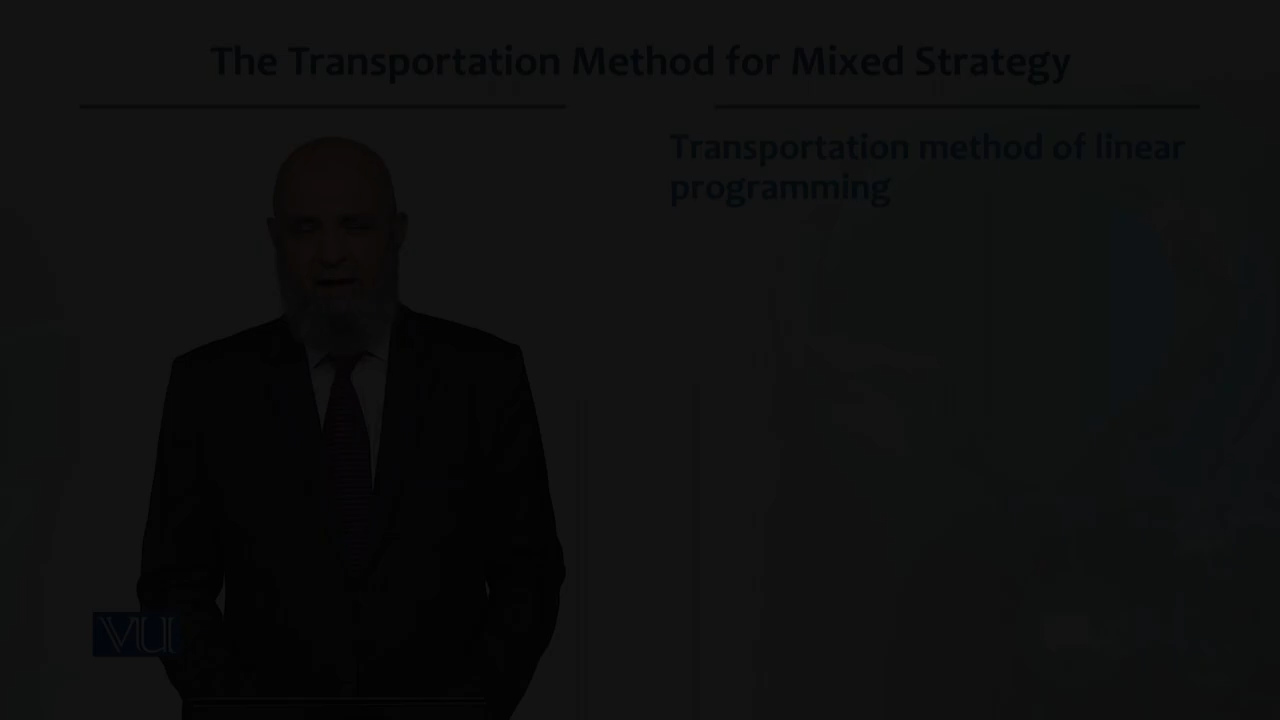 The Transportation Method for Mixed Strategy
Transportation method of linear
programming
VU